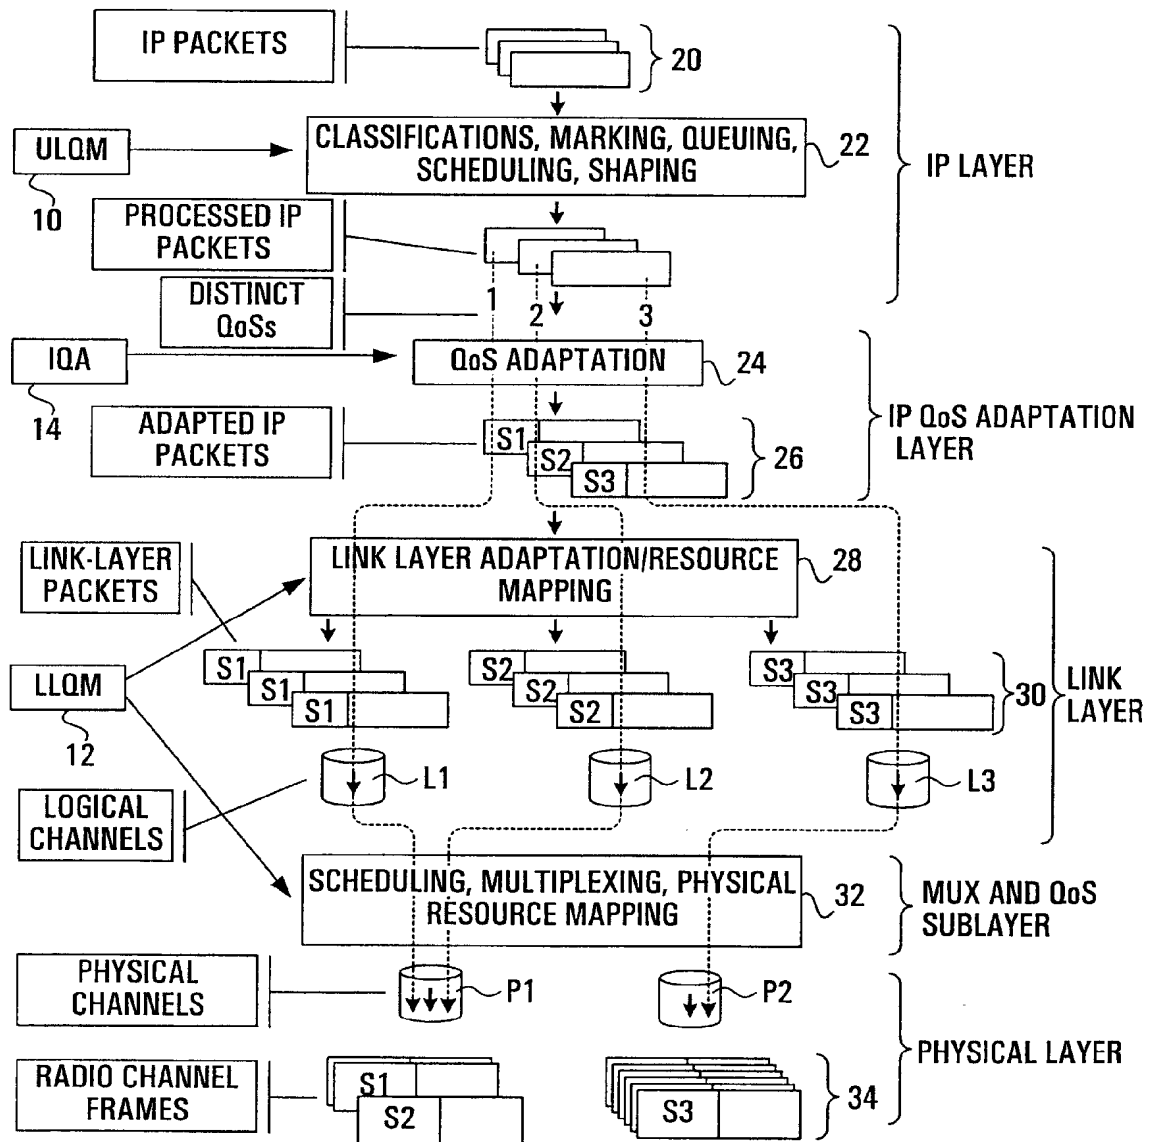 IP PACKETS
20
ULQM
10
CLASSIFICATIONS, MARKING, QUEUING,
SCHEDULING, SHAPING
22
IP LAYER
PROCESSED IP
PACKETS
DISTINCT
QoSs
1
2
3
IQA
14
QoS ADAPTATION
24
ADAPTED IP
PACKETS
S1
S2
S3
26
IP QoS ADAPTATION
LAYER
LINK-LAYER
PACKETS
LINK LAYER ADAPTATION/RESOURCE
MAPPING
28
LLQM
12
S1
S1
S1
S2
S2
S2
S3
S3
S3
30
LINK
LAYER
LOGICAL
CHANNELS
L1
L2
L3
SCHEDULING, MULTIPLEXING, PHYSICAL
RESOURCE MAPPING
32
MUX AND QoS
SUBLAYER
PHYSICAL
CHANNELS
P1
P2
PHYSICAL LAYER
RADIO CHANNEL
FRAMES
S1
S2
S3
34